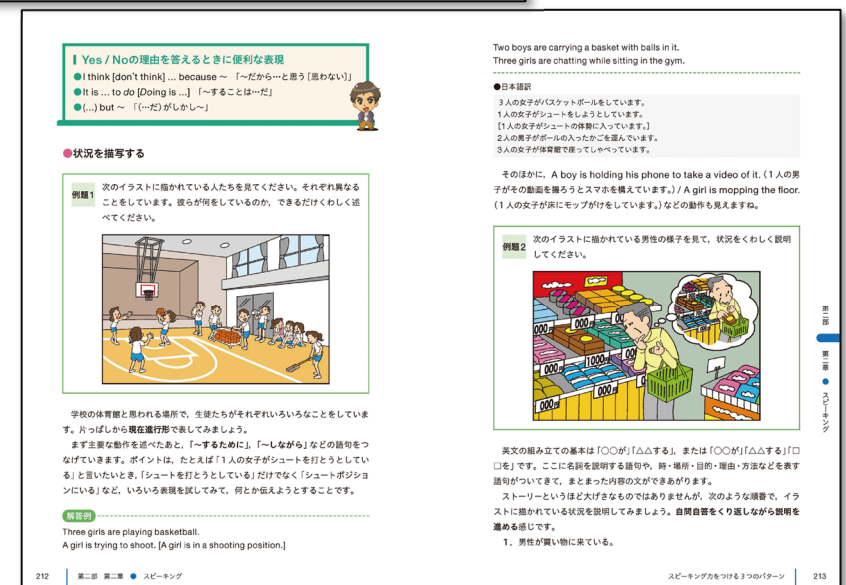 Yes / Noの理由を答えるときに便利な表現
●I think [don't think] ... because ～ 「～だから…と思う［思わない］」
●It is ... to do [Doing is ...] 「～することは…だ」
●(...) but ～ 「（…だ）がしかし～」
●状況を描写する
例題1 次のイラストに描かれている人たちを見てください。それぞれ異なる
ことをしています。彼らが何をしているのか，できるだけくわしく述
べてください。
学校の体育館と思われる場所で，生徒たちがそれぞれいろいろなことをしていま
す。片っぱしから現在進行形で表してみましょう。
まず主要な動作を述べたあと，「～するために」，「～しながら」などの語句をつ
なげていきます。ポイントは，たとえば「１人の女子がシュートを打とうとしてい
る」と言いたいとき，「シュートを打とうとしている」だけでなく「シュートポジショ
ンにいる」など，いろいろ表現を試してみて，何とか伝えようとすることです。
解答例
Three girls are playing basketball.
A girl is trying to shoot. [A girl is in a shooting position.]
212 第二部 第二章 ● スピーキング
Two boys are carrying a basket with balls in it.
Three girls are chatting while sitting in the gym.
●日本語訳
３人の女子がバスケットボールをしています。
１人の女子がシュートをしようとしています。
［１人の女子がシュートの体勢に入っています。］
２人の男子がボールの入ったかごを運んでいます。
３人の女子が体育館で座ってしゃべっています。
そのほかに，A boy is holding his phone to take a video of it.（１人の男
子がその動画を撮ろうとスマホを構えています。）/ A girl is mopping the floor.
（１人の女子が床にモップがけをしています。）などの動作も見えますね。
例題2 次のイラストに描かれている男性の様子を見て，状況をくわしく説明
してください。
000円
000円
000
1000円
000
000円
000円
000円
英文の組み立ての基本は「○○が」「△△する」，または「○○が」「△△する」「□
□を」です。ここに名詞を説明する語句や，時・場所・目的・理由・方法などを表す
語句がついてきて，まとまった内容の文ができあがります。
ストーリーというほど大げさなものではありませんが，次のような順番で，イラ
ストに描かれている状況を説明してみましょう。自問自答をくり返しながら説明を
進める感じです。
１．男性が買い物に来ている。
第二部 第二章 ● スピーキング
スピーキング力をつける３つのパターン 213